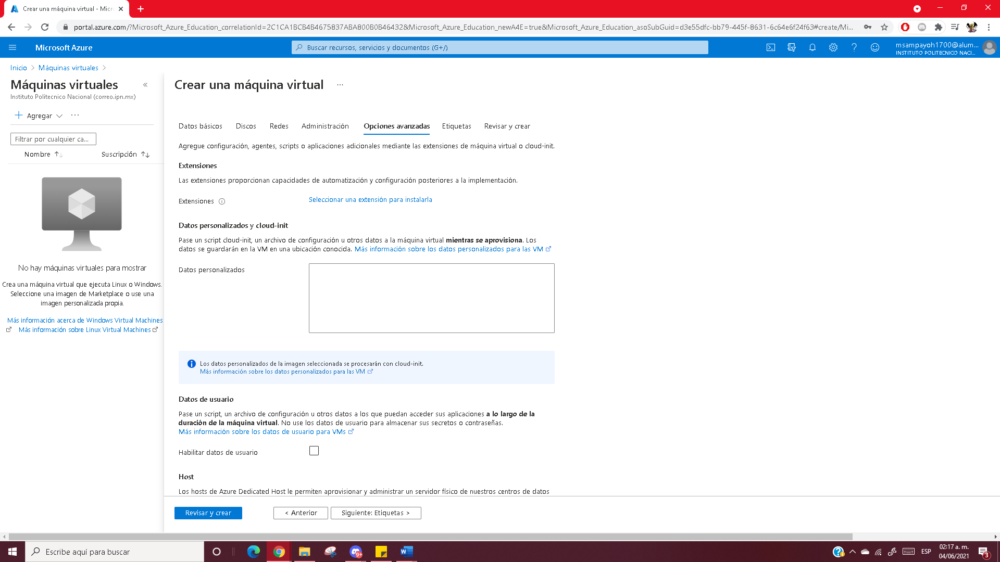 Crear una máquina virtual - Micr
portal.azure.com/?Microsoft_Azure_Education_correlationId=2C1CA1BCB4B4675837ABA800B0B46432&Microsoft_Azure_Education_newA4E=true&Microsoft_Azure_Education_asoSubGuid=d3e55dfc-bb79-445f-8631-6c64e6f24f63#create/Mi...
Microsoft Azure
Buscar recursos, servicios y documentos (G+/)
msampayoh1700@alum...
INSTITUTO POLITECNICO NACI...
Inicio > Máquinas virtuales >
Máquinas virtuales
«
Instituto Politecnico Nacional (correo.ipn.mx)
+ Agregar ...
Filtrar por cualquier ca...
Nombre ↑↓ Suscripción ↑↓
No hay máquinas virtuales para mostrar
Crea una máquina virtual que ejecuta Linux o Windows.
Seleccione una imagen de Marketplace o use una
imagen personalizada propia.
Más información acerca de Windows Virtual Machines
Más información sobre Linux Virtual Machines
Crear una máquina virtual ...
Datos básicos Discos Redes Administración Opciones avanzadas Etiquetas Revisar y crear
Agregue configuración, agentes, scripts o aplicaciones adicionales mediante las extensiones de máquina virtual o cloud-init.
Extensiones
Las extensiones proporcionan capacidades de automatización y configuración posteriores a la implementación.
Extensiones Seleccionar una extensión para instalarla
Datos personalizados y cloud-init
Pase un script cloud-init, un archivo de configuración u otros datos a la máquina virtual mientras se aprovisiona. Los
datos se guardarán en la VM en una ubicación conocida. Más información sobre los datos personalizados para las VM
Datos personalizados
Los datos personalizados de la imagen seleccionada se procesarán con cloud-init.
Más información sobre los datos personalizados para las VM
Datos de usuario
Pase un script, un archivo de configuración u otros datos a los que puedan acceder sus aplicaciones a lo largo de la
duración de la máquina virtual. No use los datos de usuario para almacenar sus secretos o contraseñas.
Más información sobre los datos de usuario para VMs
Habilitar datos de usuario
Host
Los hosts de Azure Dedicated Host le permiten aprovisionar y administrar un servidor físico de nuestros centros de datos
Revisar y crear < Anterior Siguiente: Etiquetas >
Escribe aquí para buscar
9+
ESP
02:17 a. m.
04/06/2021
3